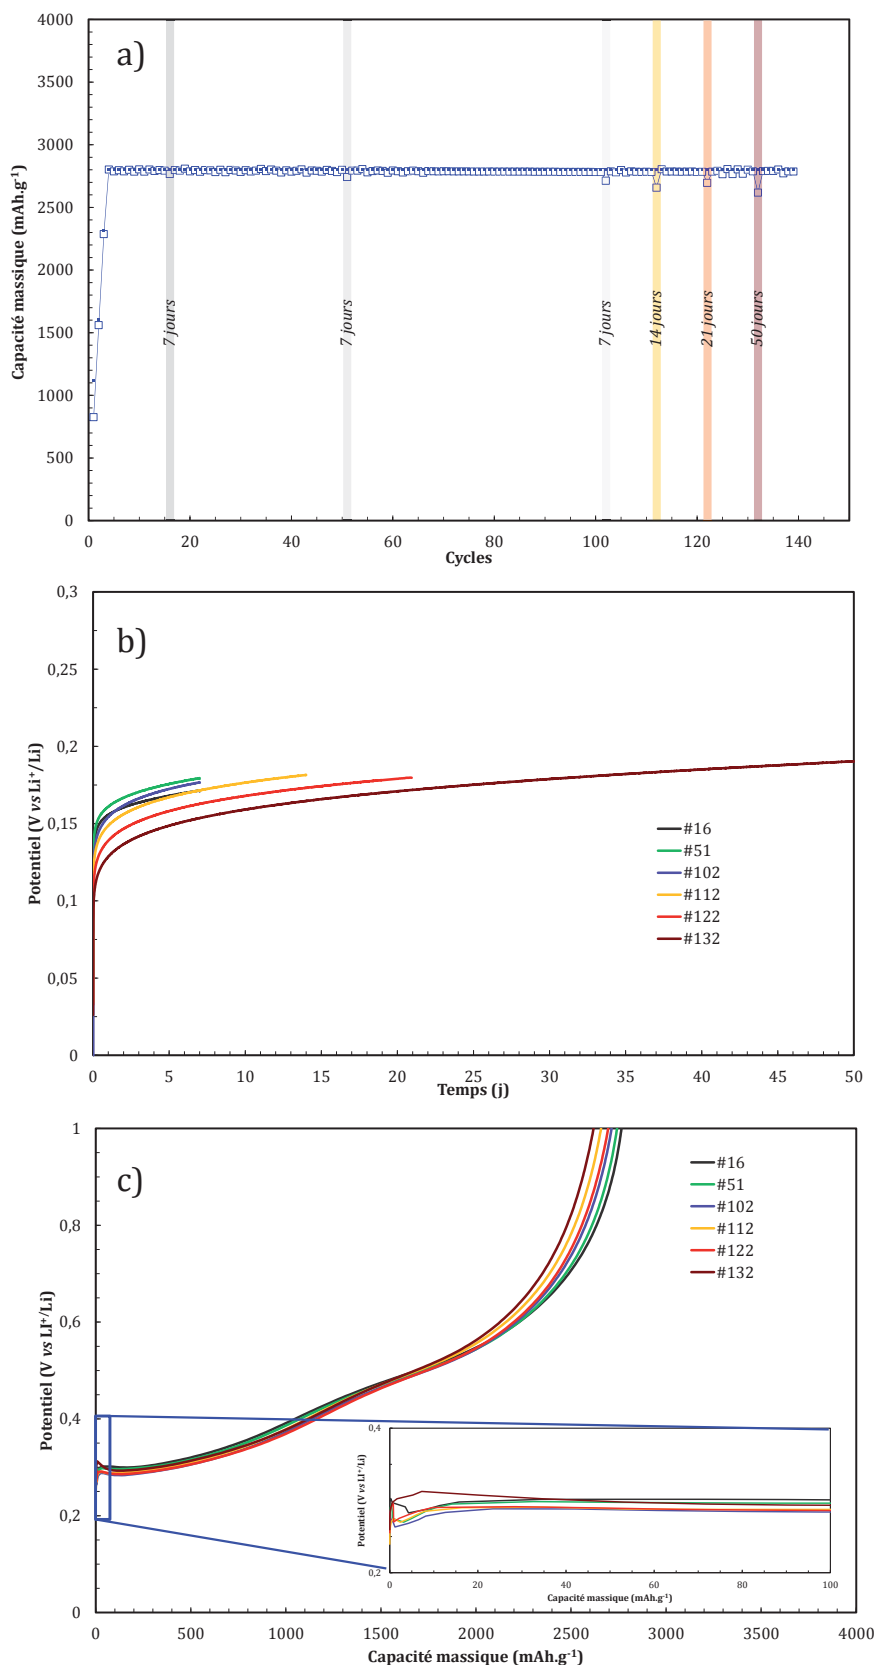 a)
Capacité massique (mAh.g⁻¹)
4000
3500
3000
2500
2000
1500
1000
500
0
7 jours
7 jours
7 jours
14 jours
21 jours
50 jours
0 20 40 60 80 100 120 140
Cycles
b)
Potentiel (V vs Li⁺/Li)
0,3
0,25
0,2
0,15
0,1
0,05
0
#16
#51
#102
#112
#122
#132
0 5 10 15 20 25 30 35 40 45 50
Temps (j)
c)
Potentiel (V vs LI⁺/Li)
1
0,8
0,6
0,4
0,2
0
#16
#51
#102
#112
#122
#132
Potentiel (V vs LI⁺/Li)
0,4
0,2
0 20 40 60 80 100
Capacité massique (mAh.g⁻¹)
0 500 1000 1500 2000 2500 3000 3500 4000
Capacité massique (mAh.g⁻¹)